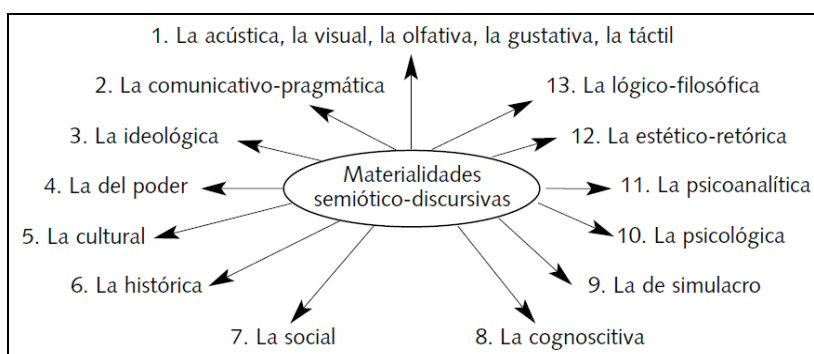 1. La acústica, la visual, la olfativa, la gustativa, la táctil
2. La comunicativo-pragmática
13. La lógico-filosófica
3. La ideológica
12. La estético-retórica
Materialidades
semiótico-discursivas
4. La del poder
11. La psicoanalítica
5. La cultural
10. La psicológica
6. La histórica
9. La de simulacro
7. La social
8. La cognoscitiva